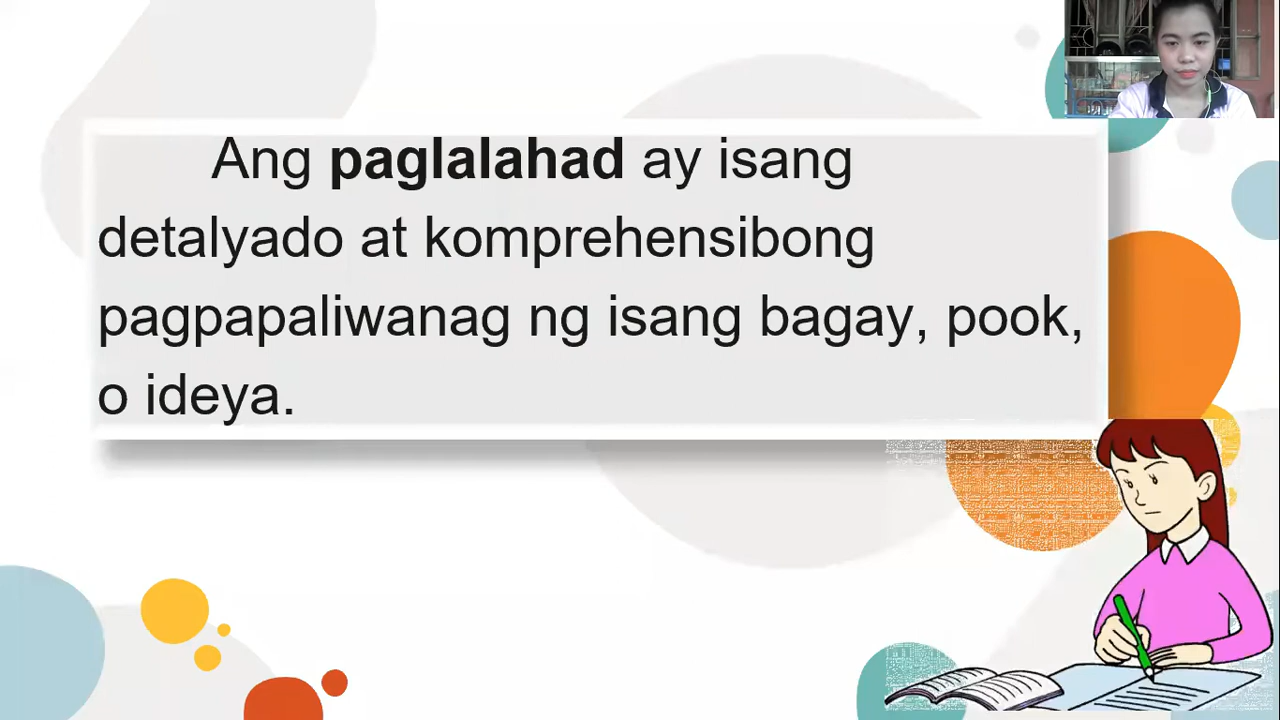 Ang paglalahad ay isang
detalyado at komprehensibong
pagpapaliwanag ng isang bagay, pook,
o ideya.